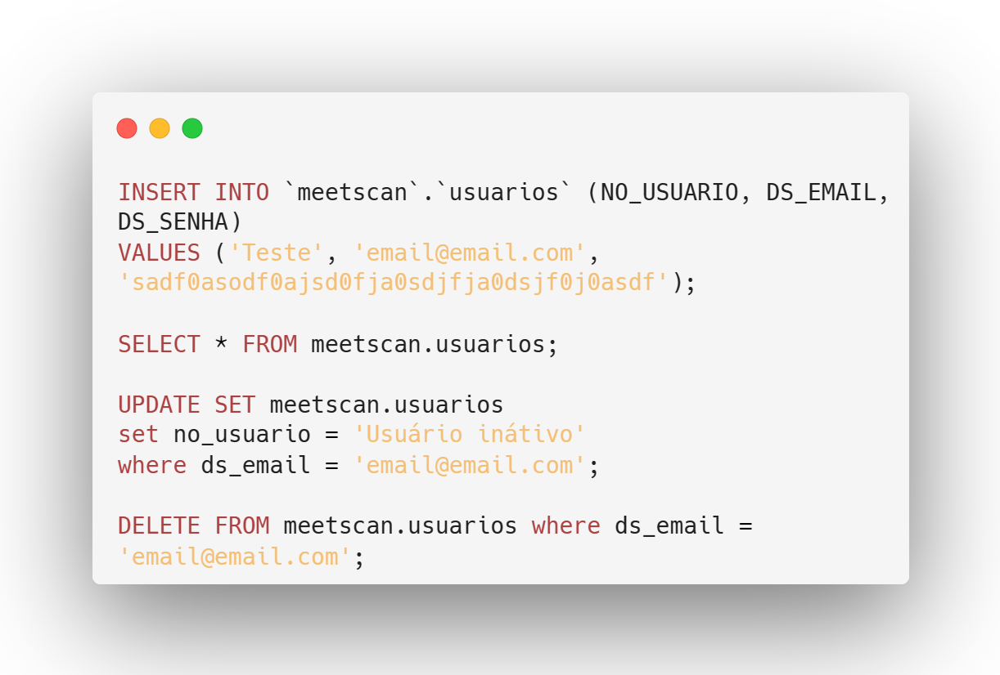 INSERT INTO `meetscan`.`usuarios` (NO_USUARIO, DS_EMAIL,
DS_SENHA)
VALUES ('Teste', 'email@email.com',
'sadf0asodf0ajsd0fja0sdjfja0dsjf0j0asdf');
SELECT * FROM meetscan.usuarios;
UPDATE SET meetscan.usuarios
set no_usuario = 'Usuário inátivo'
where ds_email = 'email@email.com';
DELETE FROM meetscan.usuarios where ds_email =
'email@email.com';